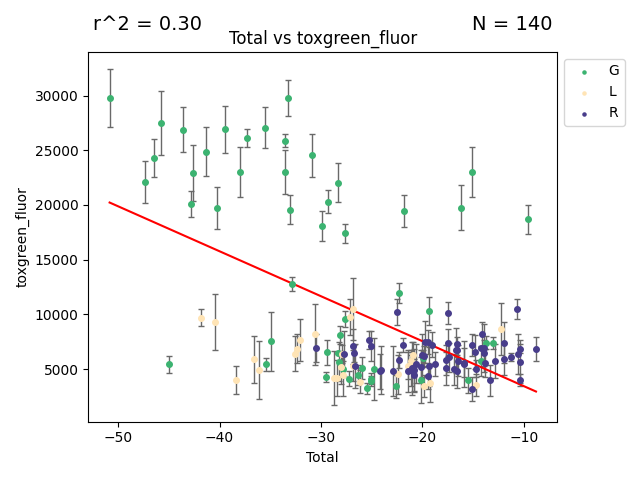 r^2 = 0.30 N = 140
Total vs toxgreen_fluor
G
L
R
toxgreen_fluor
30000
25000
20000
15000
10000
5000
−50 −40 −30 −20 −10
Total